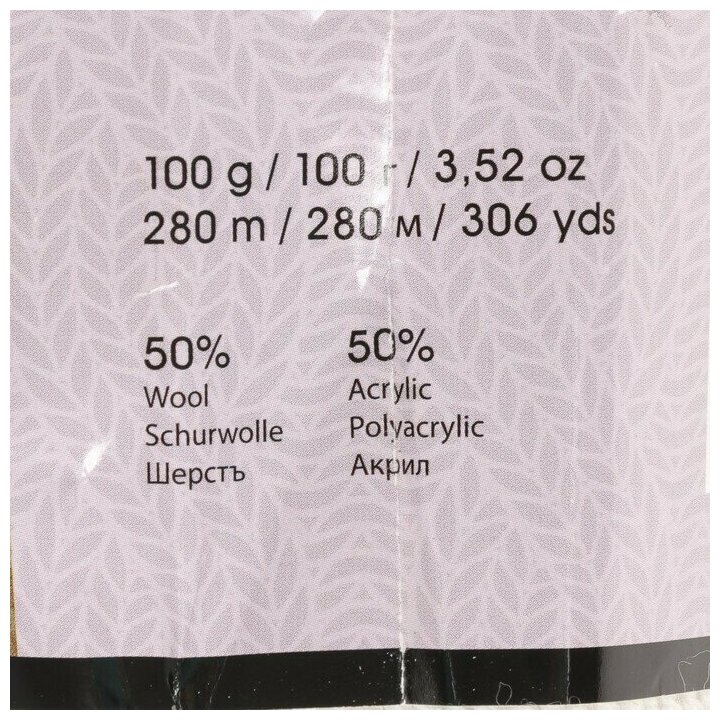 100 g / 100 г / 3,52 oz
280 m / 280 м / 306 yds
50% 50%
Wool Acrylic
Schurwolle Polyacrylic
Шерстъ Акрил